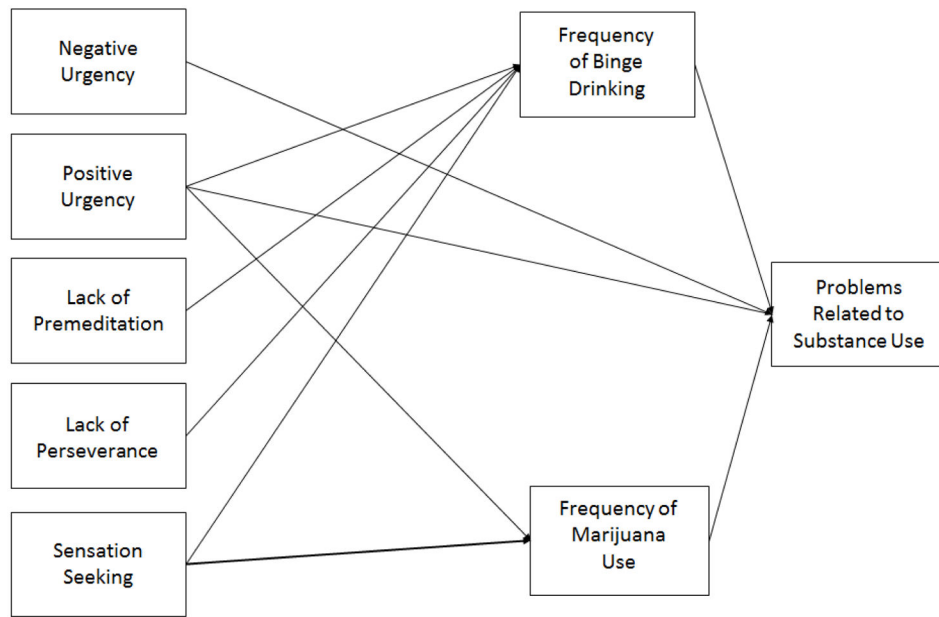 Negative
Urgency
Positive
Urgency
Lack of
Premeditation
Lack of
Perseverance
Sensation
Seeking
Frequency
of Binge
Drinking
Frequency of
Marijuana
Use
Problems
Related to
Substance Use